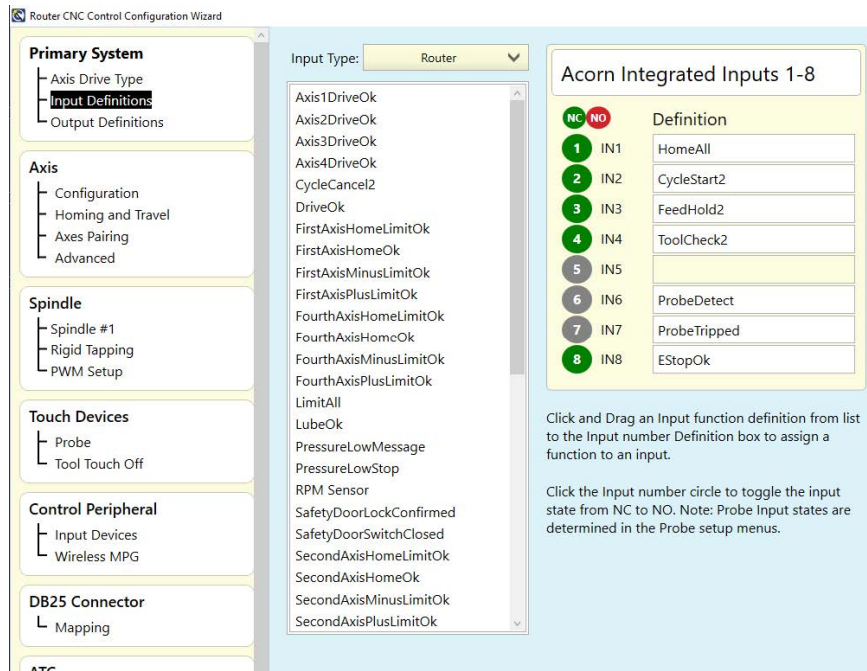 Router CNC Control Configuration Wizard
Primary System
Axis Drive Type
Input Definitions
Output Definitions
Axis
Configuration
Homing and Travel
Axes Pairing
Advanced
Spindle
Spindle #1
Rigid Tapping
PWM Setup
Touch Devices
Probe
Tool Touch Off
Control Peripheral
Input Devices
Wireless MPG
DB25 Connector
Mapping
ATC
Input Type: Router
Axis1DriveOk
Axis2DriveOk
Axis3DriveOk
Axis4DriveOk
CycleCancel2
DriveOk
FirstAxisHomeLimitOk
FirstAxisHomeOk
FirstAxisMinusLimitOk
FirstAxisPlusLimitOk
FourthAxisHomeLimitOk
FourthAxisHomeOk
FourthAxisMinusLimitOk
FourthAxisPlusLimitOk
LimitAll
LubeOk
PressureLowMessage
PressureLowStop
RPM Sensor
SafetyDoorLockConfirmed
SafetyDoorSwitchClosed
SecondAxisHomeLimitOk
SecondAxisHomeOk
SecondAxisMinusLimitOk
SecondAxisPlusLimitOk
Acorn Integrated Inputs 1-8
NC NO Definition
1 IN1 HomeAll
2 IN2 CycleStart2
3 IN3 FeedHold2
4 IN4 ToolCheck2
5 IN5
6 IN6 ProbeDetect
7 IN7 ProbeTripped
8 IN8 EStopOk
Click and Drag an Input function definition from list
to the Input number Definition box to assign a
function to an input.
Click the Input number circle to toggle the input
state from NC to NO. Note: Probe Input states are
determined in the Probe setup menus.